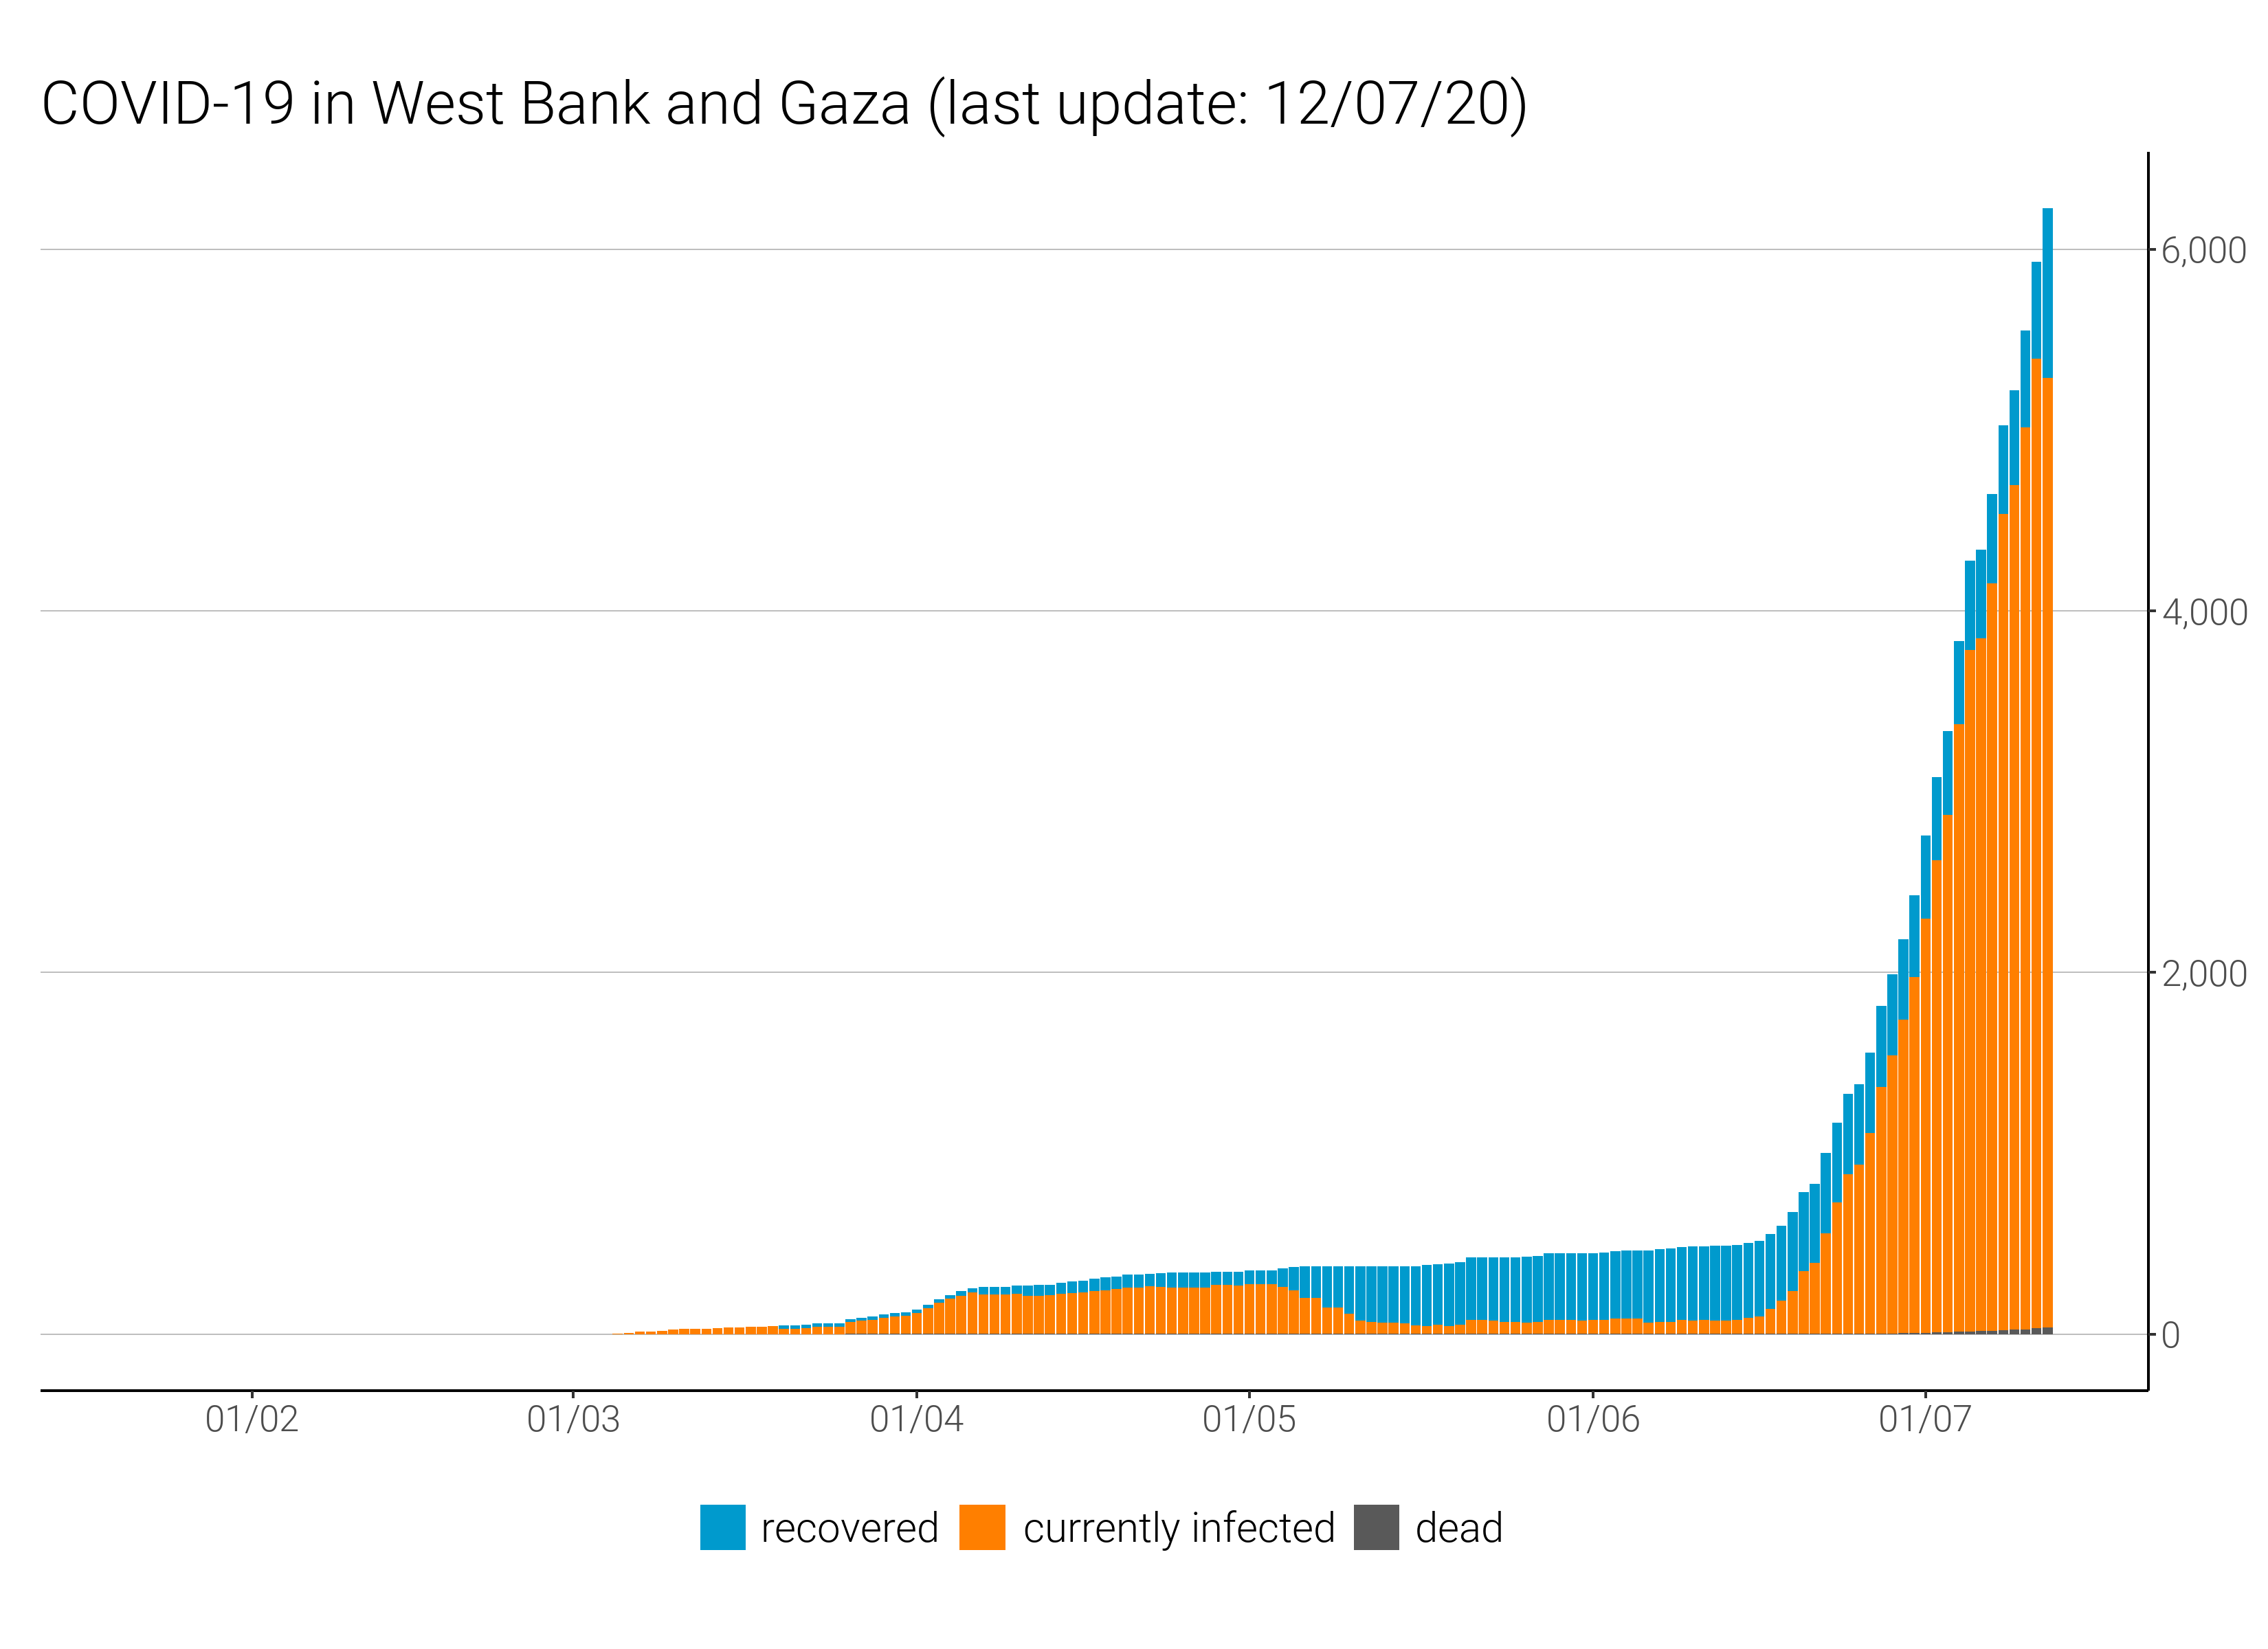 COVID-19 in West Bank and Gaza (last update: 12/07/20)
6,000
4,000
2,000
0
01/02 01/03 01/04 01/05 01/06 01/07
recovered currently infected dead